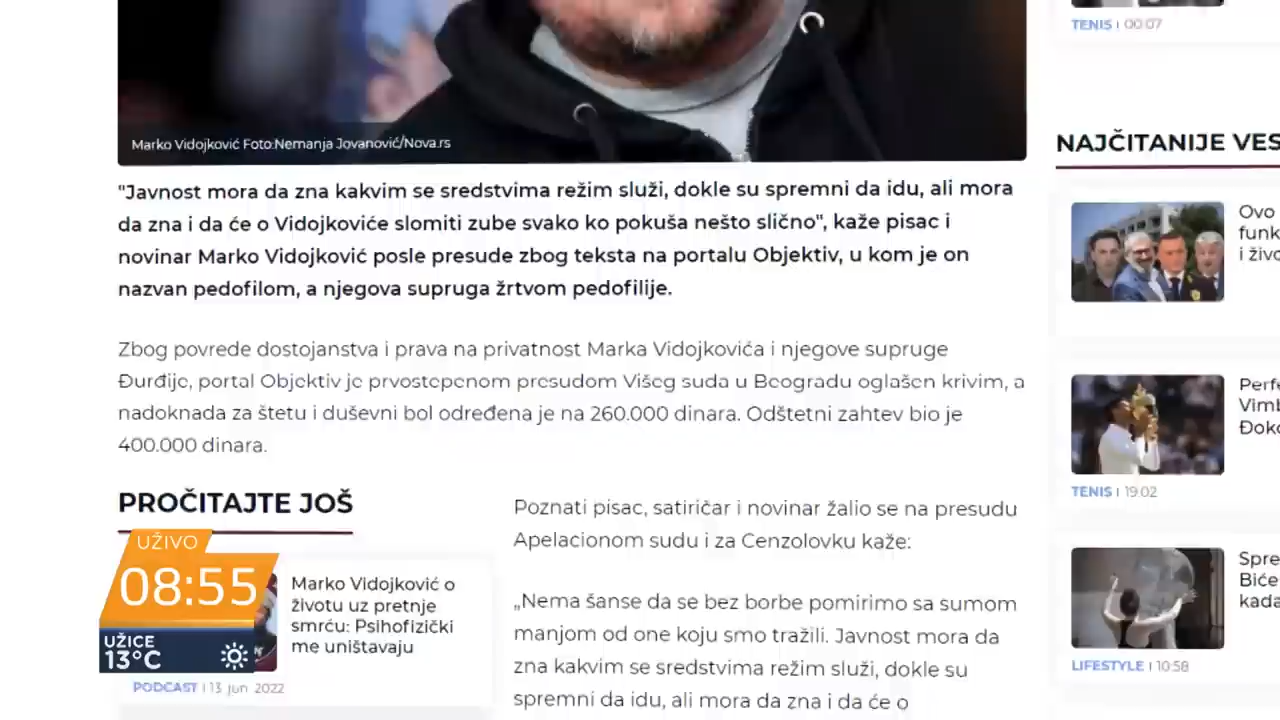 TENIS | 00:07
Marko Vidojković Foto:Nemanja Jovanović/Nova.rs
NAJČITANIJE VES
"Javnost mora da zna kakvim se sredstvima režim služi, dokle su spremni da idu, ali mora
da zna i da će o Vidojkoviće slomiti zube svako ko pokuša nešto slično", kaže pisac i
novinar Marko Vidojković posle presude zbog teksta na portalu Objektiv, u kom je on
nazvan pedofilom, a njegova supruga žrtvom pedofilije.
Ovo
funk
i živo
Zbog povrede dostojanstva i prava na privatnost Marka Vidojkovića i njegove supruge
Đurđije, portal Objektiv je prvostepenom presudom Višeg suda u Beogradu oglašen krivim, a
nadoknada za štetu i duševni bol određena je na 260.000 dinara. Odštetni zahtev bio je
400.000 dinara.
Perfe
Vimb
Đoko
TENIS | 19:02
PROČITAJTE JOŠ
Poznati pisac, satiričar i novinar žalio se na presudu
Apelacionom sudu i za Cenzolovku kaže:
UŽIVO
08:55
UŽICE
13°C
Marko Vidojković o
životu uz pretnje
smrću: Psihofizički
me uništavaju
PODCAST | 13 jun 2022
„Nema šanse da se bez borbe pomirimo sa sumom
manjom od one koju smo tražili. Javnost mora da
zna kakvim se sredstvima režim služi, dokle su
spremni da idu, ali mora da zna i da će o
Spre
Biće
kada
LIFESTYLE | 10:58